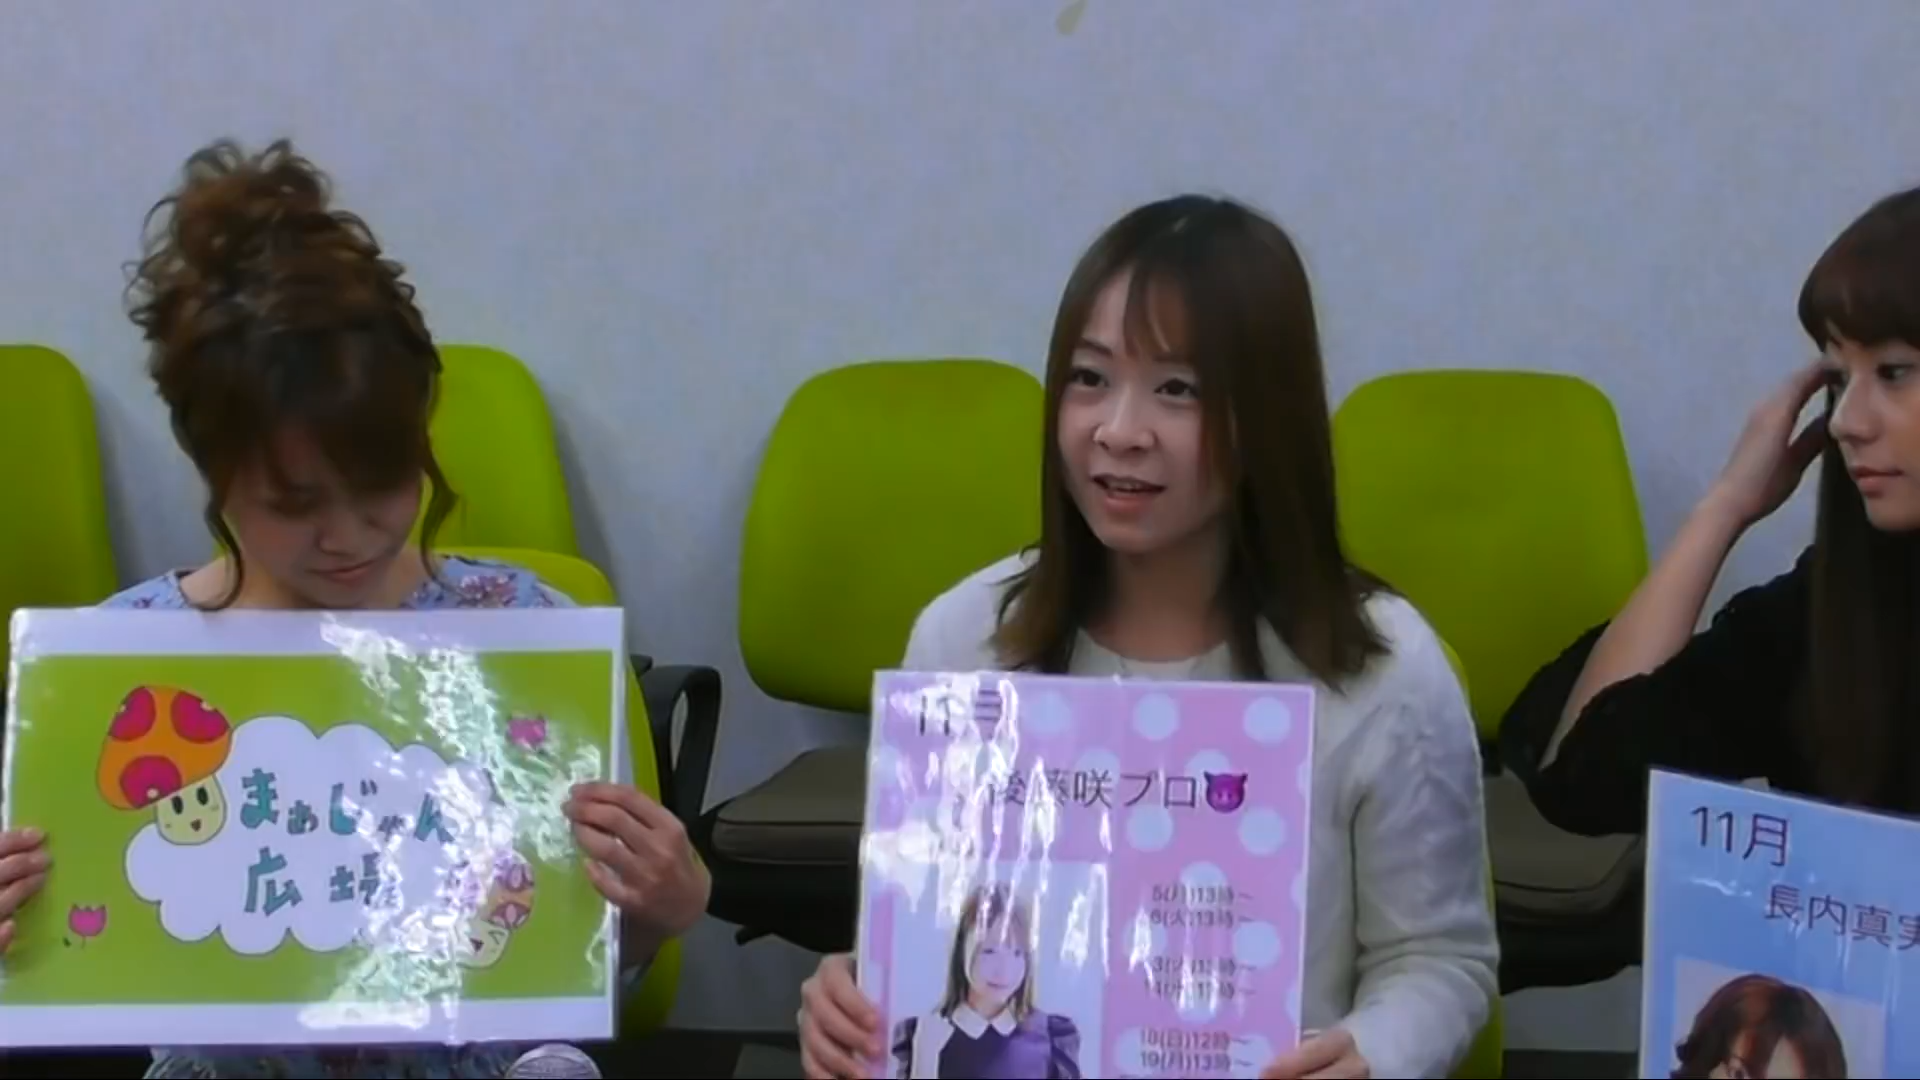 まぁじゃん
広場
11月
後藤咲プロ😈
5(月)13時～
6(火)13時～
18(日)12時～
19(月)13時～
11月
長内真実